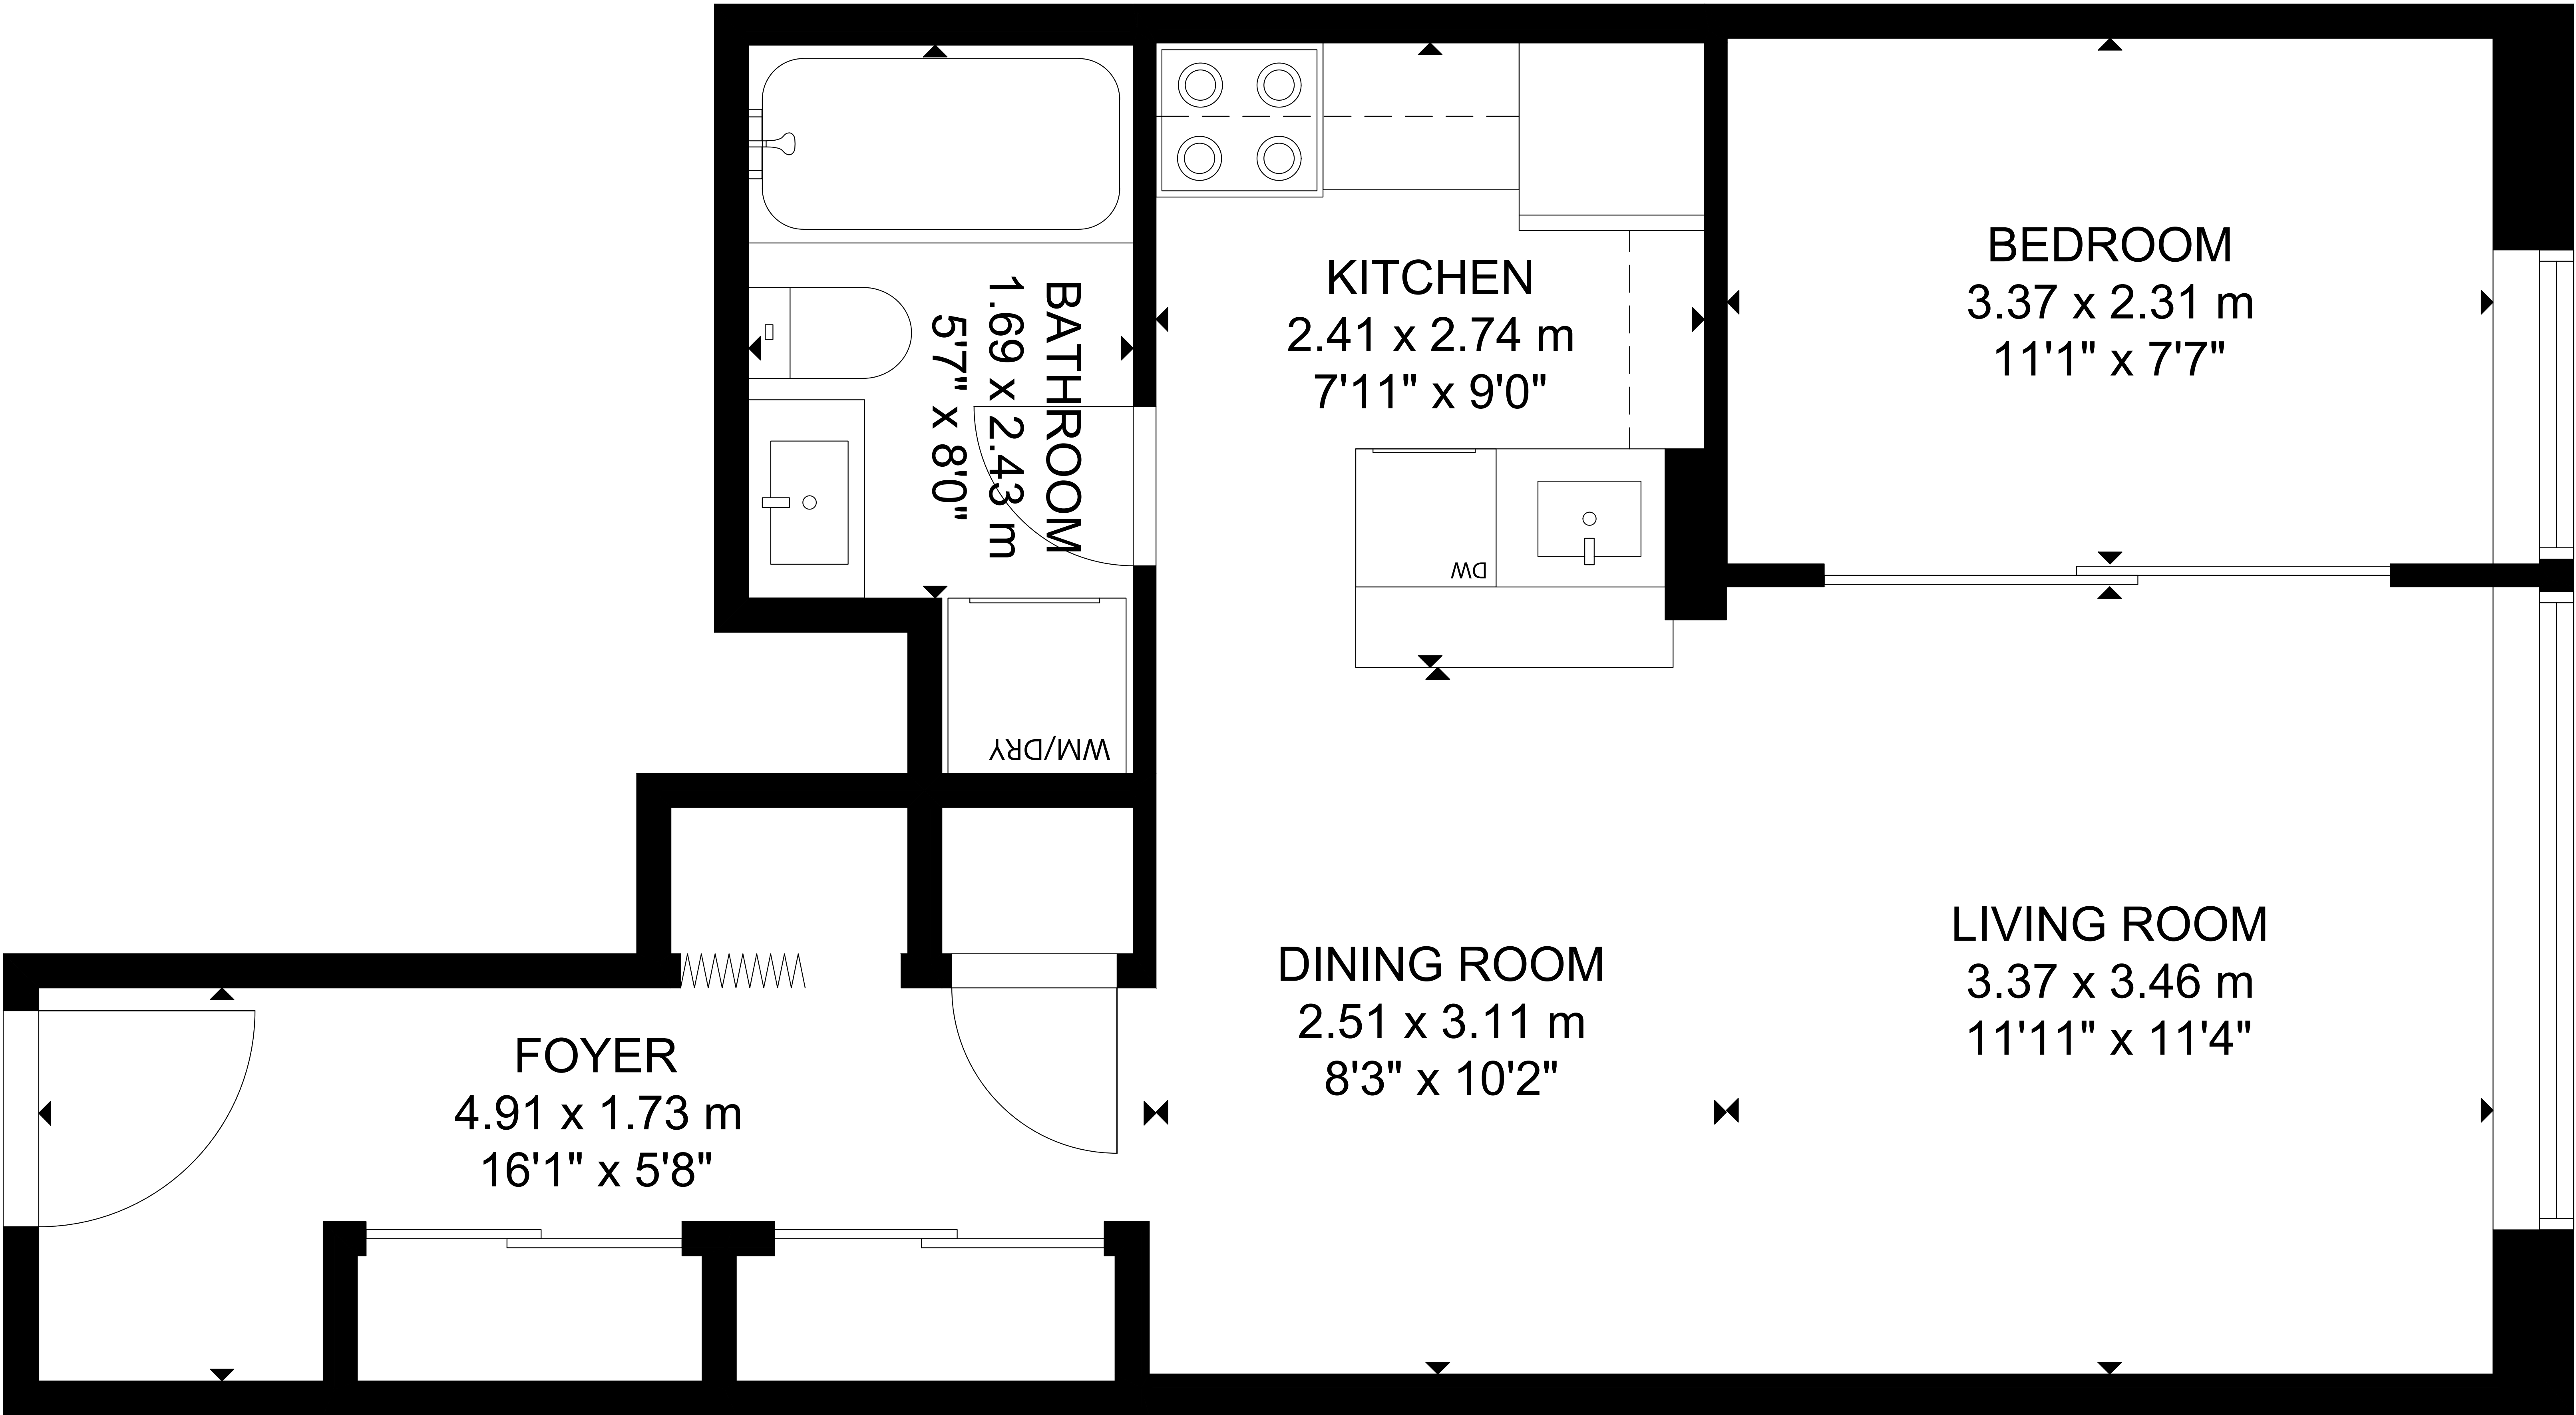 BATHROOM
1.69 x 2.43 m
5'7" x 8'0"
KITCHEN
2.41 x 2.74 m
7'11" x 9'0"
BEDROOM
3.37 x 2.31 m
11'1" x 7'7"
DW
WM/DRY
FOYER
4.91 x 1.73 m
16'1" x 5'8"
DINING ROOM
2.51 x 3.11 m
8'3" x 10'2"
LIVING ROOM
3.37 x 3.46 m
11'11" x 11'4"